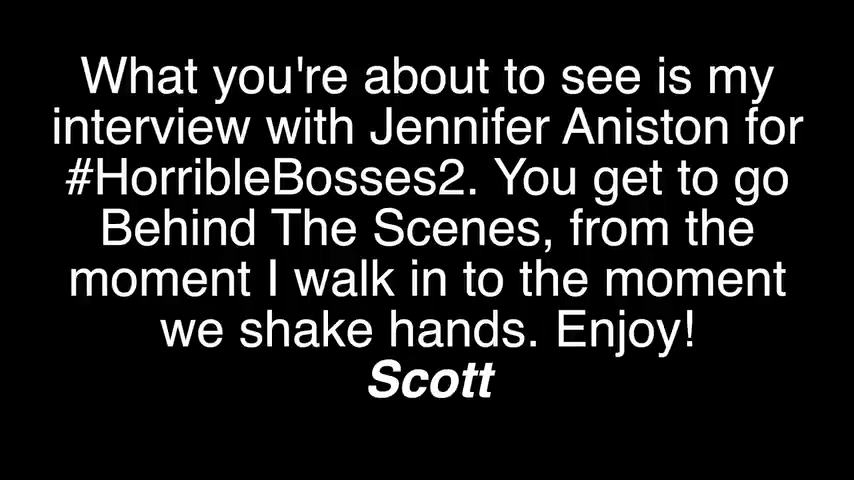 What you're about to see is my
interview with Jennifer Aniston for
#HorribleBosses2. You get to go
Behind The Scenes, from the
moment I walk in to the moment
we shake hands. Enjoy!
Scott